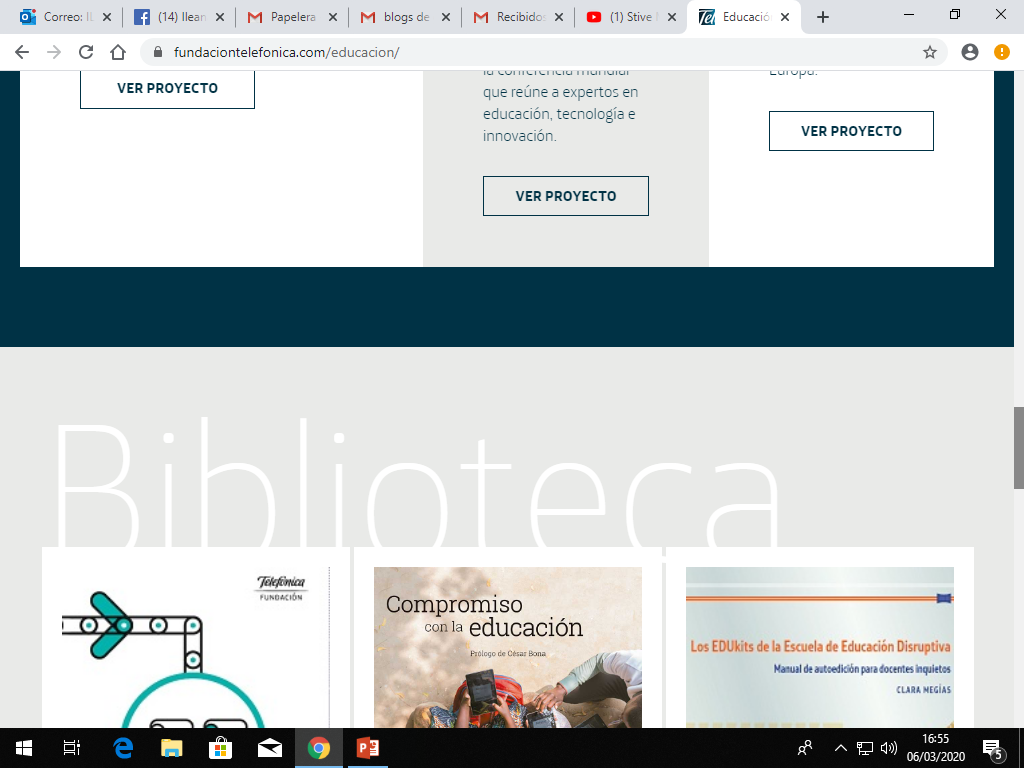 Correo: IL
(14) Ilean
Papelera
blogs de
Recibidos
(1) Stive
Educació
fundaciontelefonica.com/educacion/
VER PROYECTO
la conferencia mundial
que reúne a expertos en
educación, tecnología e
innovación.
VER PROYECTO
Europa.
VER PROYECTO
Biblioteca
Telefónica
FUNDACIÓN
Compromiso
con la educación
Prólogo de César Bona
Los EDUkits de la Escuela de Educación Disruptiva
Manual de autoedición para docentes inquietos
CLARA MEGÍAS
16:55
06/03/2020
5